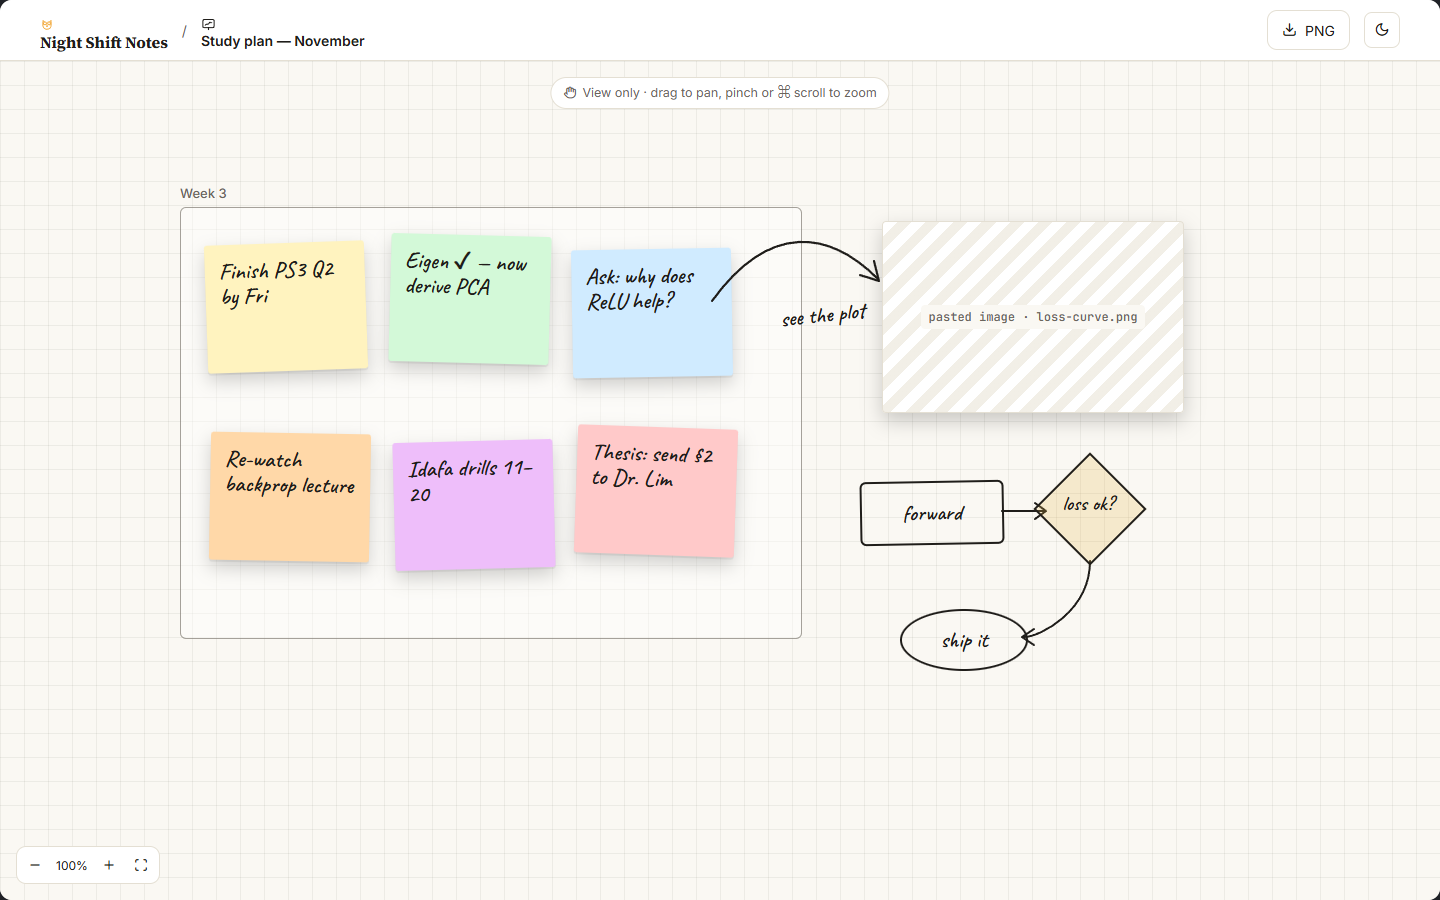 Night Shift Notes / Study plan — November
PNG
View only · drag to pan, pinch or ⌘ scroll to zoom
Week 3
Finish PS3 Q2
by Fri
Eigen ✓ – now
derive PCA
Ask: why does
ReLU help?
see the plot
pasted image · loss-curve.png
Re-watch
backprop lecture
Idafa drills 11–
20
Thesis: send §2
to Dr. Lim
forward
loss ok?
ship it
100%